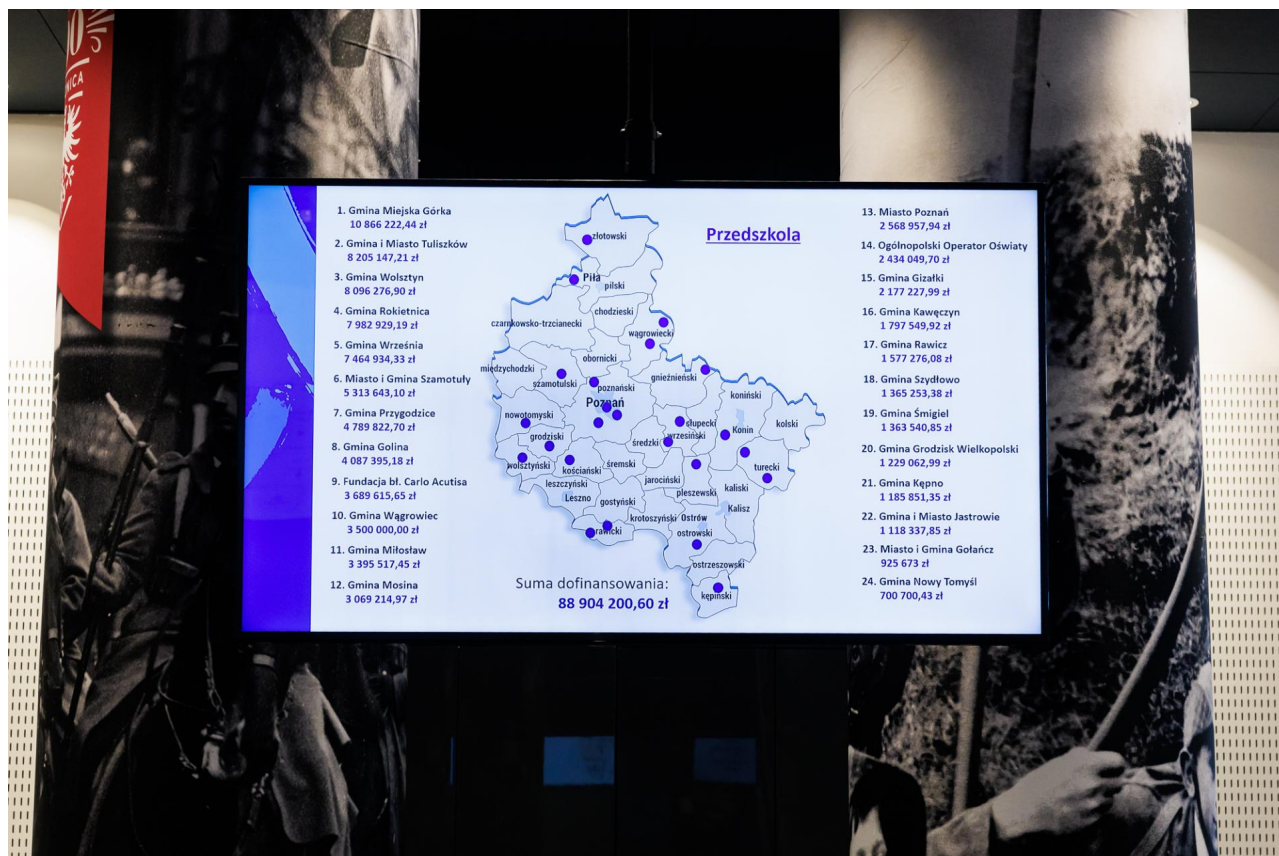 NICA
1. Gmina Miejska Górka
10 866 222,44 zł
2. Gmina i Miasto Tuliszków
8 205 147,21 zł
3. Gmina Wolsztyn
8 096 276,90 zł
4. Gmina Rokietnica
7 982 929,19 zł
5. Gmina Września
7 464 934,33 zł
6. Miasto i Gmina Szamotuły
5 313 643,10 zł
7. Gmina Przygodzice
4 789 822,70 zł
8. Gmina Golina
4 087 395,18 zł
9. Fundacja bł. Carlo Acutisa
3 689 615,65 zł
10. Gmina Wągrowiec
3 500 000,00 zł
11. Gmina Miłosław
3 395 517,45 zł
12. Gmina Mosina
3 069 214,97 zł
Przedszkola
złotowski
Piła
pilski
chodzieski
czarnkowsko-trzcianecki
wągrowiecki
obornicki
międzychodzki
szamotulski
poznański
gnieźnieński
koniński
Poznań
nowotomyski
słupecki
Konin
kolski
grodziski
średzki
wrzesiński
wolsztyński
kościański
śremski
turecki
leszczyński
jarociński
pleszewski
kaliski
Leszno
gostyński
Kalisz
krotoszyński
Ostrów
rawicki
ostrowski
ostrzeszowski
kępiński
Suma dofinansowania:
88 904 200,60 zł
13. Miasto Poznań
2 568 957,94 zł
14. Ogólnopolski Operator Oświaty
2 434 049,70 zł
15. Gmina Gizałki
2 177 227,99 zł
16. Gmina Kawęczyn
1 797 549,92 zł
17. Gmina Rawicz
1 577 276,08 zł
18. Gmina Szydłowo
1 365 253,38 zł
19. Gmina Śmigiel
1 363 540,85 zł
20. Gmina Grodzisk Wielkopolski
1 229 062,99 zł
21. Gmina Kępno
1 185 851,35 zł
22. Gmina i Miasto Jastrowie
1 118 337,85 zł
23. Miasto i Gmina Gołańcz
925 673 zł
24. Gmina Nowy Tomyśl
700 700,43 zł